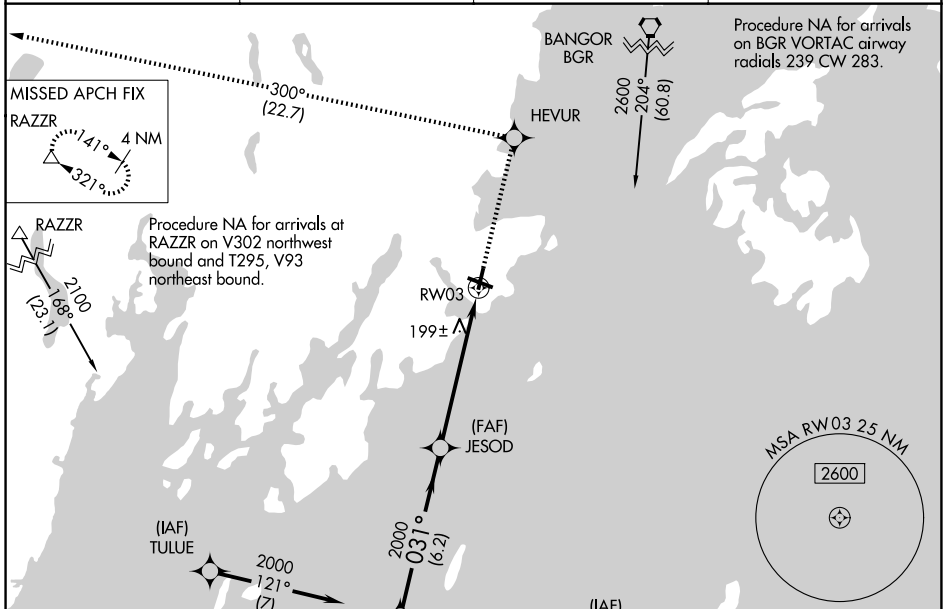 BANGOR
BGR
Procedure NA for arrivals
on BGR VORTAC airway
radials 239 CW 283.
2600
204°
(60.8)
300°
(22.7)
HEVUR
MISSED APCH FIX
RAZZR
141°
4 NM
321°
RAZZR
2100
168°
(23.1)
Procedure NA for arrivals at
RAZZR on V302 northwest
bound and T295, V93
northeast bound.
RW03
199±
(FAF)
JESOD
MSA RW03 25 NM
2600
(IAF)
TULUE
2000
121°
(7)
2000
031°
(6.2)
(IAF)